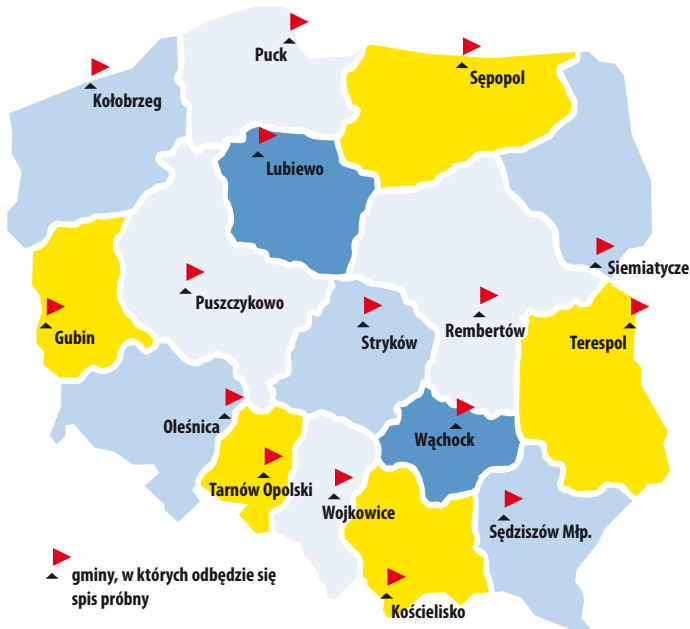 Puck
Sępopol
Kołobrzeg
Lubiewo
Siemiatycze
Puszczykowo
Rembertów
Gubin
Stryków
Terespol
Oleśnica
Wąchock
Tarnów Opolski
Wojkowice
Sędziszów Młp.
gminy, w których odbędzie się
spis próbny
Kościelisko